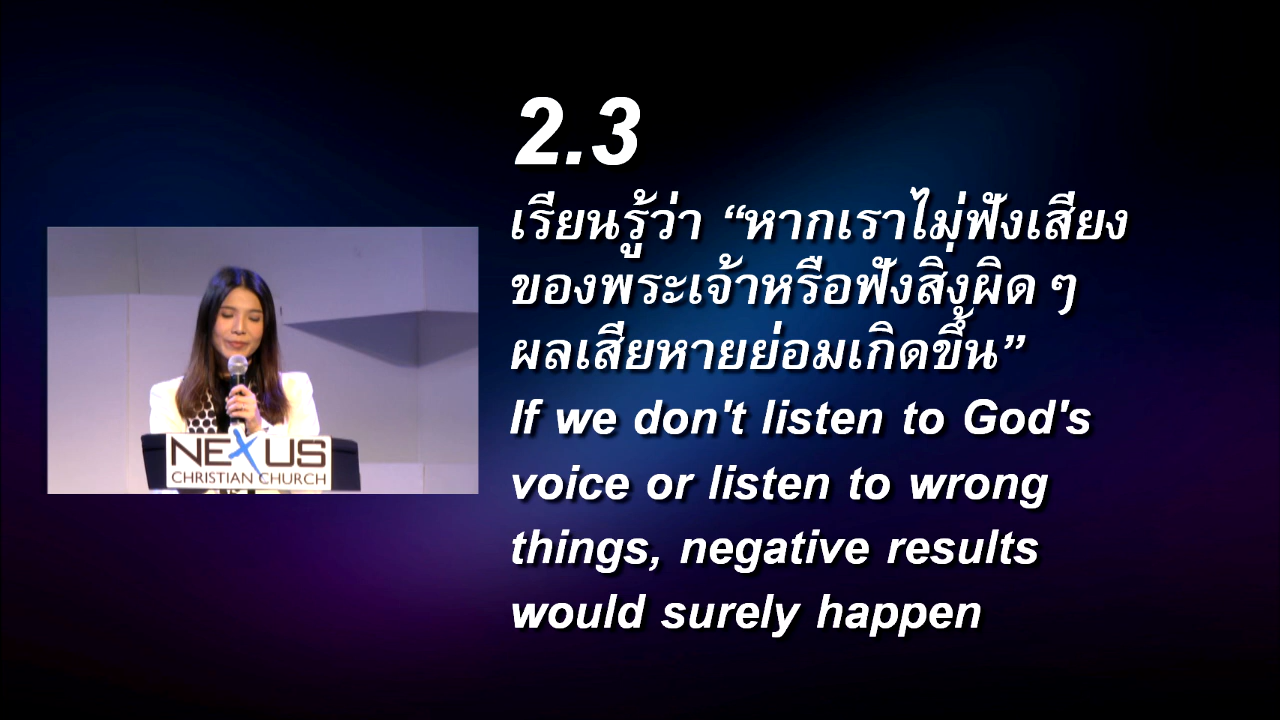 2.3
เรียนรู้ว่า “หากเราไม่ฟังเสียง
ของพระเจ้าหรือฟังสิ่งผิด ๆ
ผลเสียหายย่อมเกิดขึ้น”
If we don't listen to God's
voice or listen to wrong
things, negative results
would surely happen
NEXUS
CHRISTIAN CHURCH